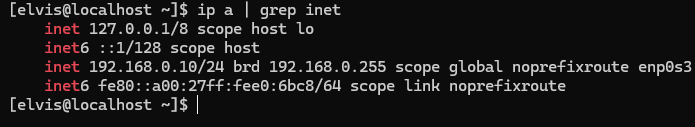 [elvis@localhost ~]$ ip a | grep inet
    inet 127.0.0.1/8 scope host lo
    inet6 ::1/128 scope host
    inet 192.168.0.10/24 brd 192.168.0.255 scope global noprefixroute enp0s3
    inet6 fe80::a00:27ff:fee0:6bc8/64 scope link noprefixroute
[elvis@localhost ~]$